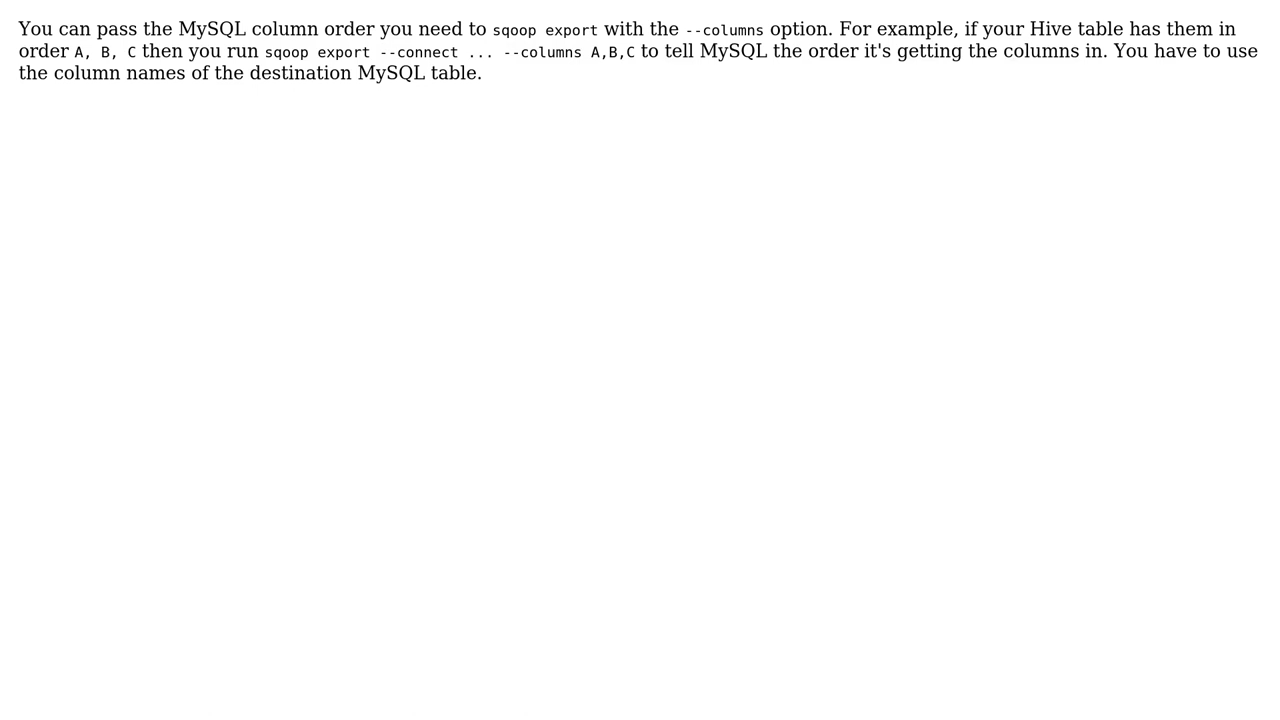 You can pass the MySQL column order you need to sqoop export with the --columns option. For example, if your Hive table has them in
order A, B, C then you run sqoop export --connect ... --columns A,B,C to tell MySQL the order it's getting the columns in. You have to use
the column names of the destination MySQL table.